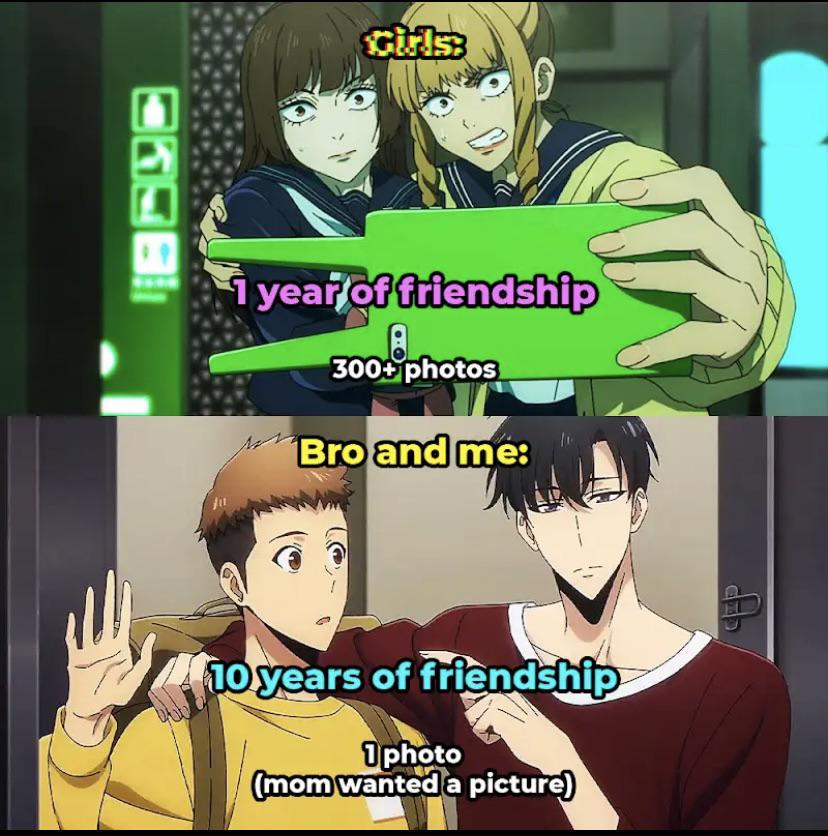 Girls:
1 year of friendship
300+ photos
Bro and me:
10 years of friendship
1 photo
(mom wanted a picture)